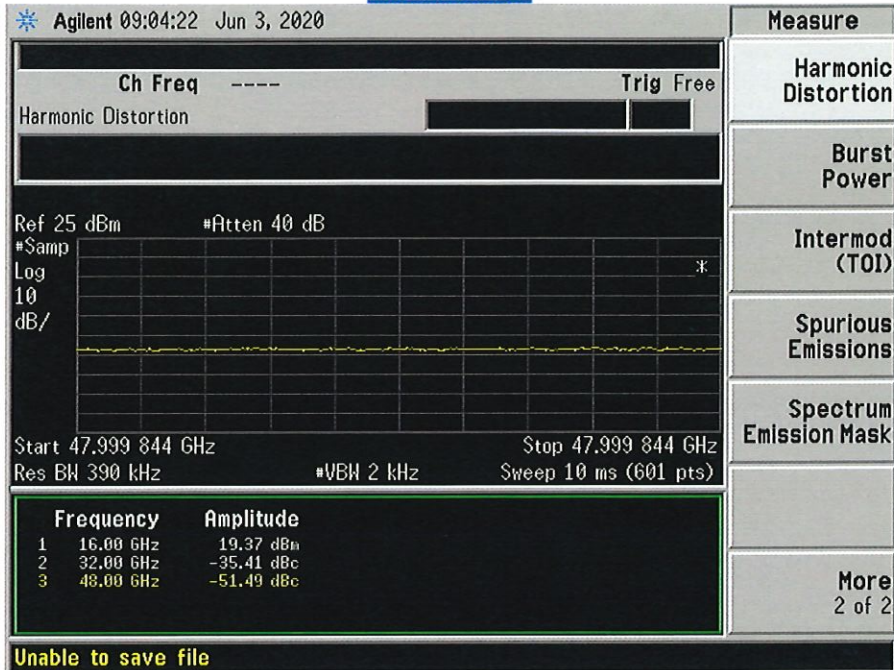 Agilent 09:04:22 Jun 3, 2020
Measure
Ch Freq ---- Trig Free
Harmonic Distortion
Harmonic
Distortion
Burst
Power
Intermod
(TOI)
Spurious
Emissions
Spectrum
Emission Mask
More
2 of 2
Ref 25 dBm #Atten 40 dB
#Samp
Log
10
dB/
*
Start 47.999 844 GHz Stop 47.999 844 GHz
Res BW 390 kHz #VBW 2 kHz Sweep 10 ms (601 pts)
Frequency Amplitude
1 16.00 GHz 19.37 dBm
2 32.00 GHz -35.41 dBc
3 48.00 GHz -51.49 dBc
Unable to save file